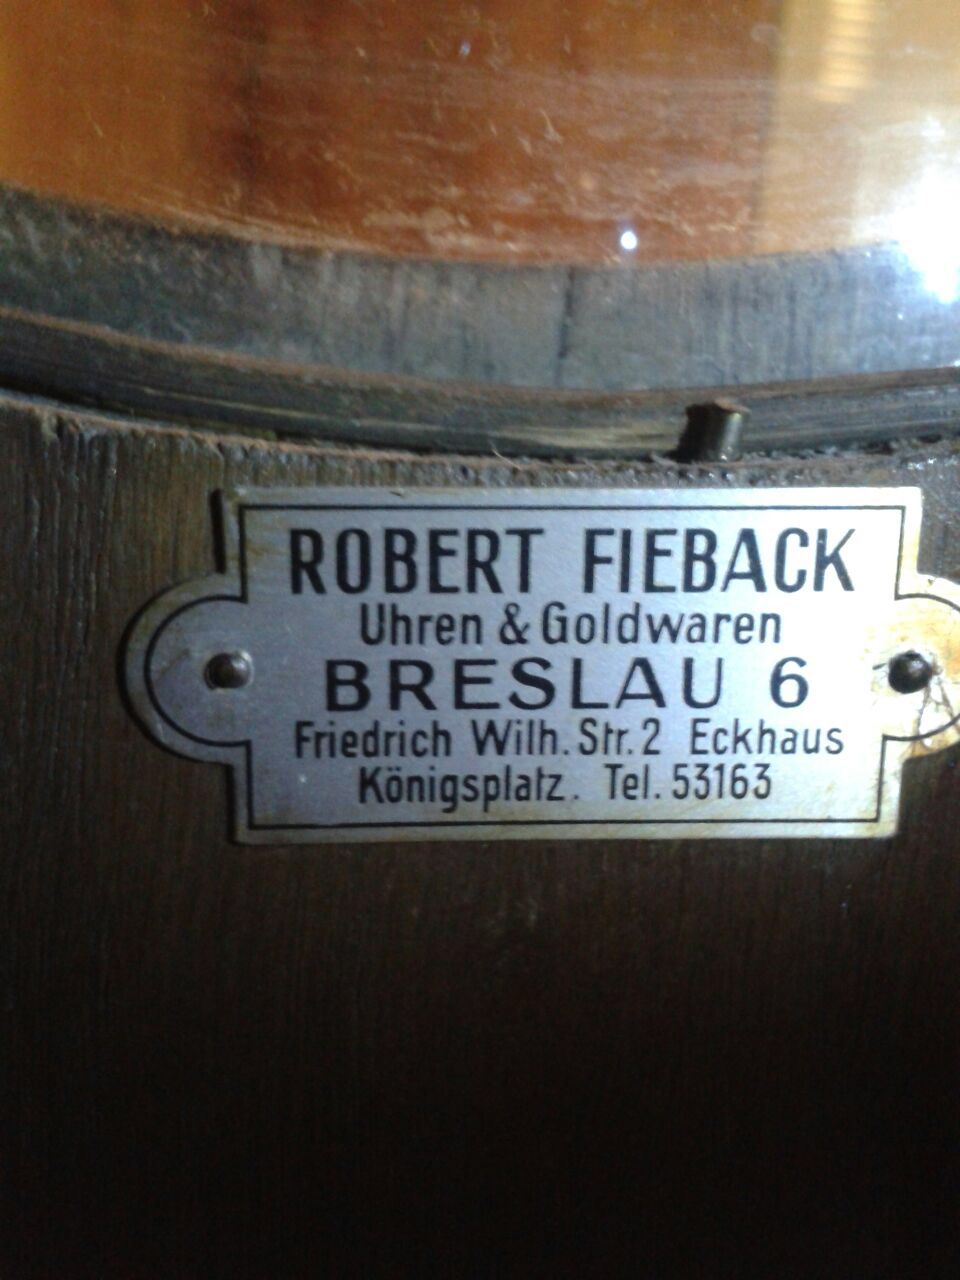 ROBERT FIEBACK
Uhren & Goldwaren
BRESLAU 6
Friedrich Wilh. Str. 2 Eckhaus
Königsplatz. Tel. 53163